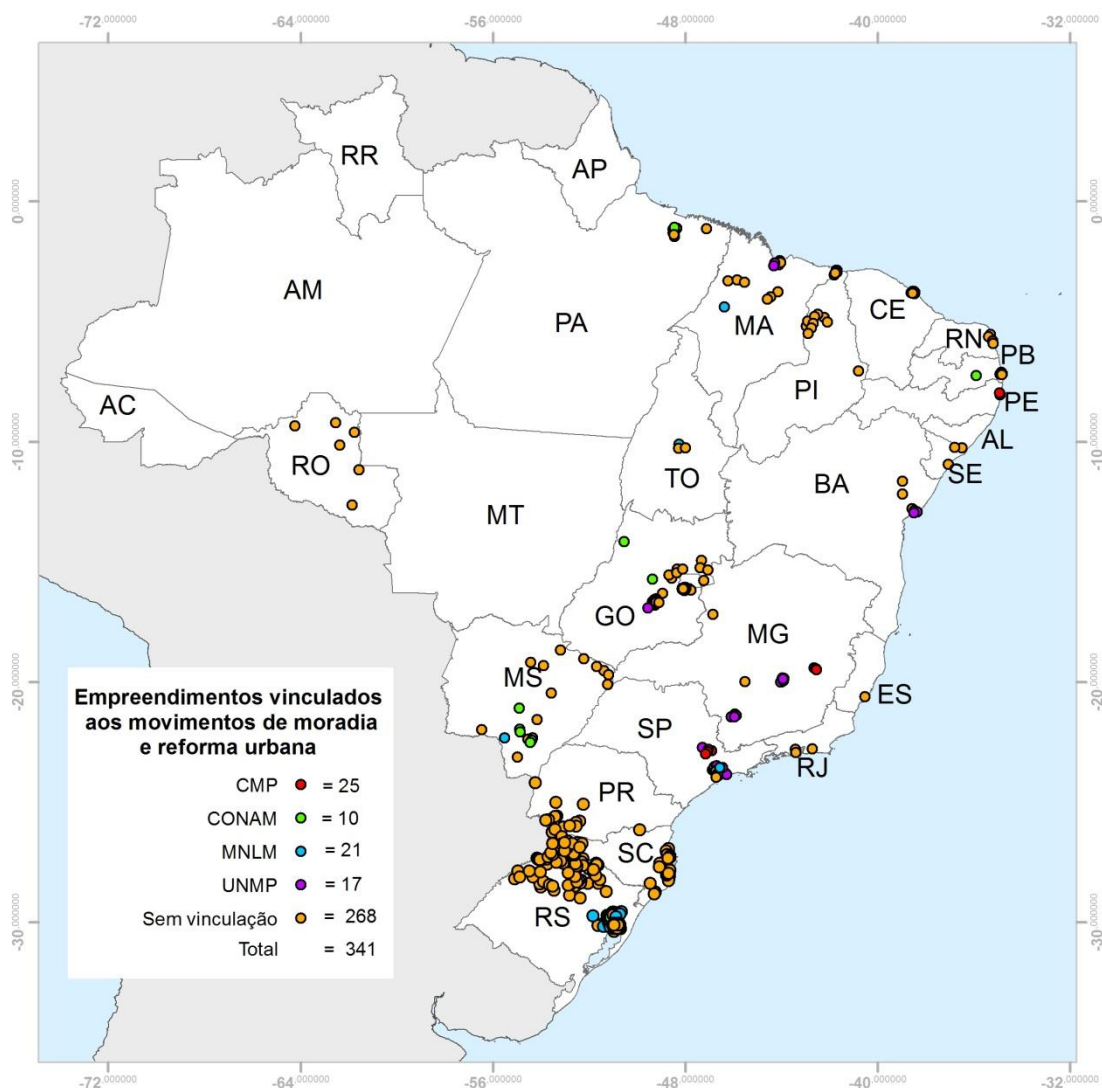 -72,000000 -64,000000 -56,000000 -48,000000 -40,000000 -32,000000
0,000000
-10,000000
-20,000000
-30,000000
0,000000
-10,000000
-20,000000
-30,000000
RR
AP
AM
PA
MA
CE
RN
PB
PE
AL
SE
PI
AC
RO
TO
BA
MT
GO
MG
ES
MS
SP
RJ
PR
SC
RS
Empreendimentos vinculados
aos movimentos de moradia
e reforma urbana
CMP = 25
CONAM = 10
MNLM = 21
UNMP = 17
Sem vinculação = 268
Total = 341
-72,000000 -64,000000 -56,000000 -48,000000 -40,000000 -32,000000